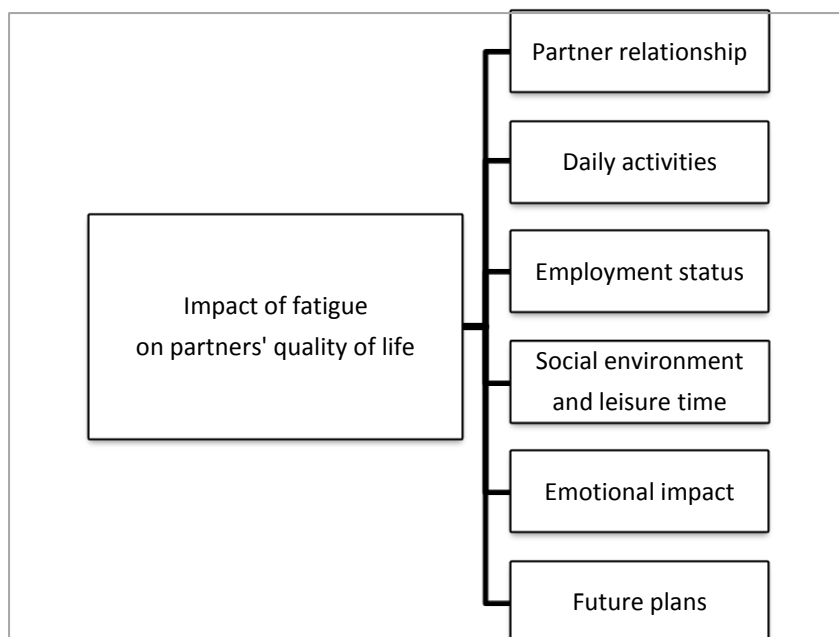 Partner relationship
Daily activities
Employment status
Impact of fatigue
on partners' quality of life
Social environment
and leisure time
Emotional impact
Future plans